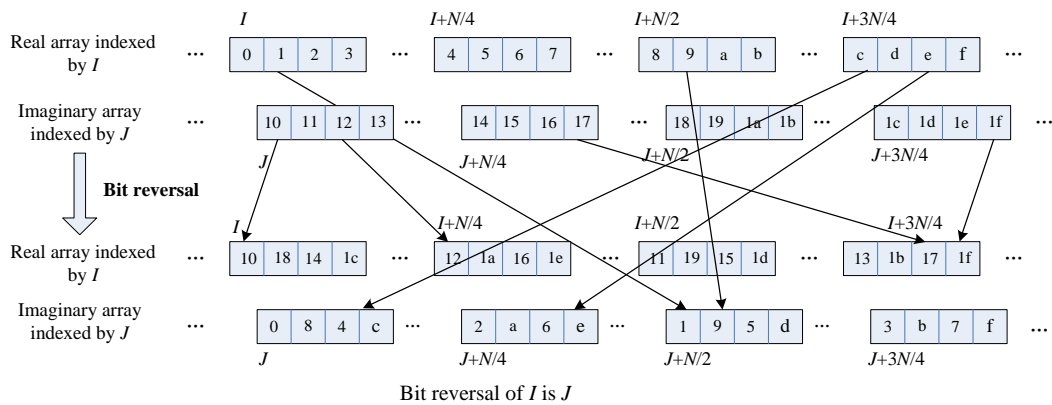 I I+N/4 I+N/2 I+3N/4
Real array indexed by I ... 0 1 2 3 ... 4 5 6 7 ... 8 9 a b ... c d e f ...
Imaginary array indexed by J ... 10 11 12 13 ... 14 15 16 17 ... 18 19 1a 1b ... 1c 1d 1e 1f ...
J J+N/4 J+N/2 J+3N/4
Bit reversal
I I+N/4 I+N/2 I+3N/4
Real array indexed by I ... 10 18 14 1c ... 12 1a 16 1e ... 11 19 15 1d ... 13 1b 17 1f ...
Imaginary array indexed by J ... 0 8 4 c ... 2 a 6 e ... 1 9 5 d ... 3 b 7 f ...
J J+N/4 J+N/2 J+3N/4
Bit reversal of I is J